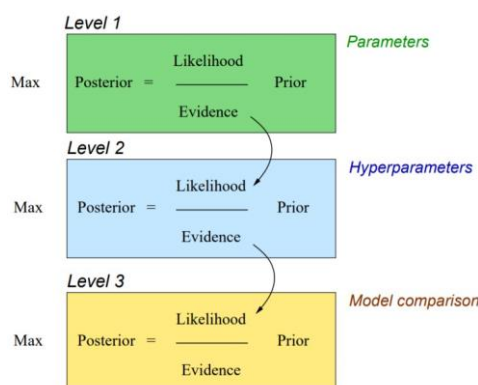 Level 1
Parameters
Likelihood
Max Posterior = Prior
Evidence
Level 2
Hyperparameters
Likelihood
Max Posterior = Prior
Evidence
Level 3
Model comparison
Likelihood
Max Posterior = Prior
Evidence